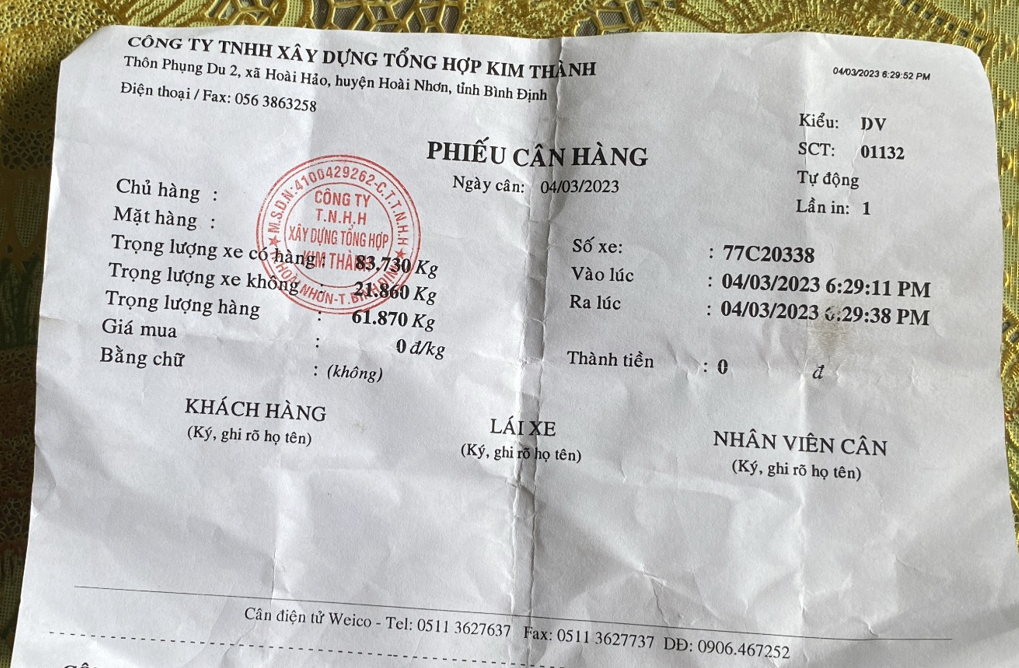 CÔNG TY TNHH XÂY DỰNG TỔNG HỢP KIM THÀNH
Thôn Phụng Du 2, xã Hoài Hảo, huyện Hoài Nhơn, tỉnh Bình Định
Điện thoại / Fax: 056 3863258
04/03/2023 6:29:52 PM
Kiểu: DV
SCT: 01132
Tự động
Lần in: 1
PHIẾU CÂN HÀNG
Ngày cân: 04/03/2023
M.S.D.N:4100429262-C.T.T.N.H.H
CÔNG TY
T.N.H.H
XÂY DỰNG TỔNG HỢP
KIM THÀNH
Chủ hàng :
Mặt hàng :
Trọng lượng xe có hàng : 83.730 Kg
Trọng lượng xe không : 21.860 Kg
Trọng lượng hàng : 61.870 Kg
Giá mua : 0 đ/kg
Bằng chữ : (không)
Số xe: : 77C20338
Vào lúc : 04/03/2023 6:29:11 PM
Ra lúc : 04/03/2023 6:29:38 PM
Thành tiền : 0 đ
KHÁCH HÀNG
(Ký, ghi rõ họ tên)
LÁI XE
(Ký, ghi rõ họ tên)
NHÂN VIÊN CÂN
(Ký, ghi rõ họ tên)
Cân điện tử Weico - Tel: 0511 3627637 Fax: 0511 3627737 DĐ: 0906.467252